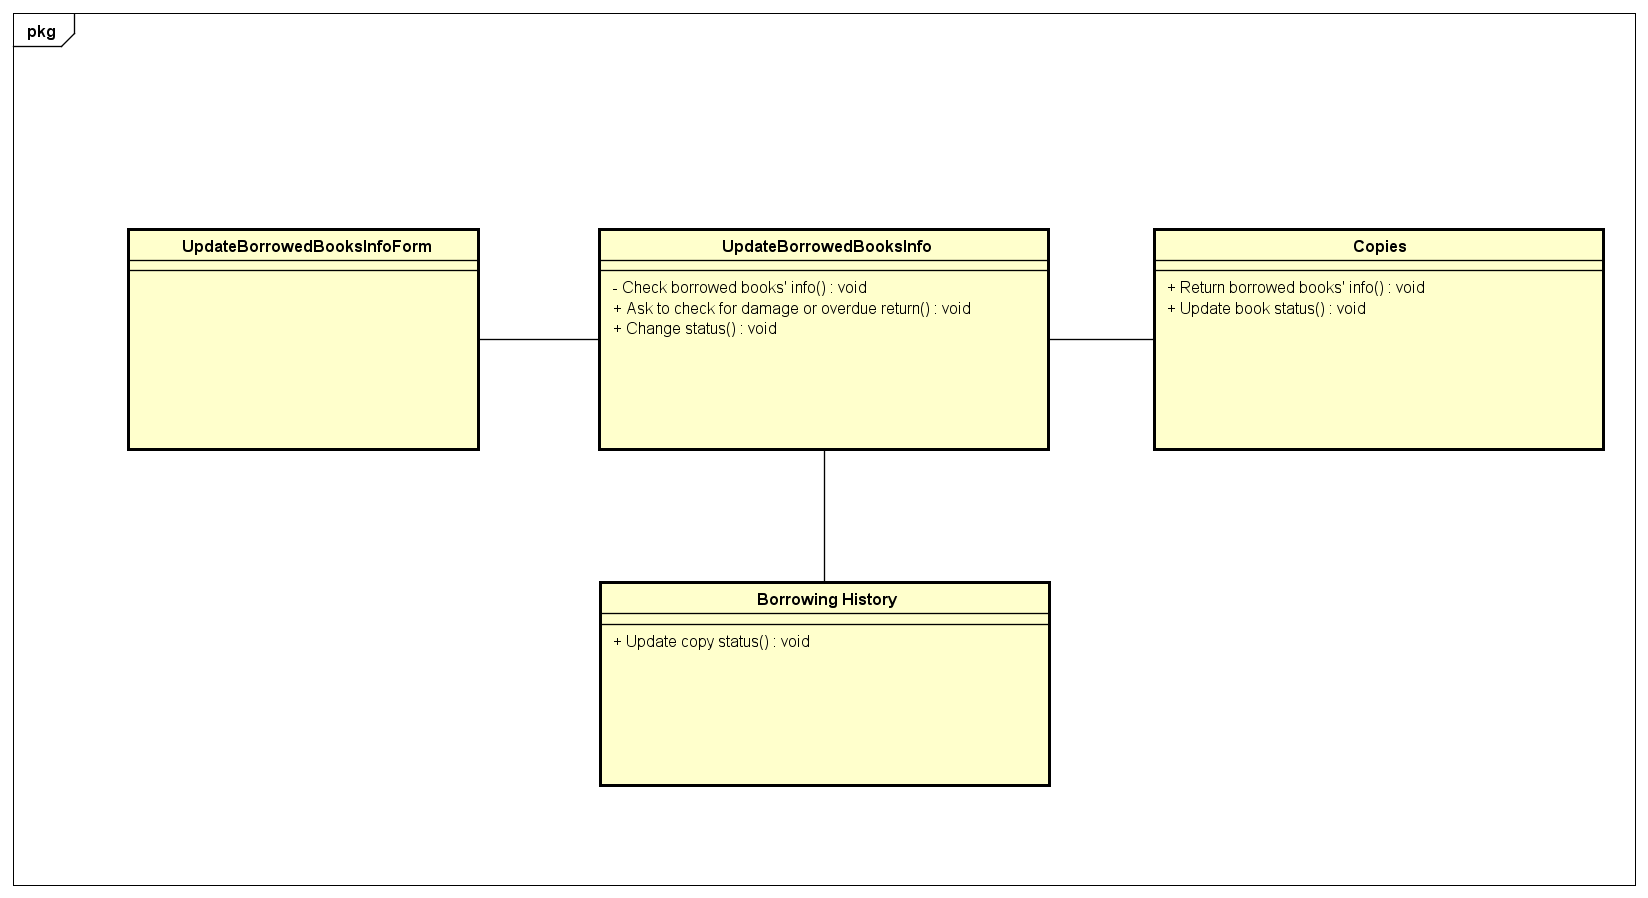 pkg
UpdateBorrowedBooksInfoForm
UpdateBorrowedBooksInfo
- Check borrowed books' info() : void
+ Ask to check for damage or overdue return() : void
+ Change status() : void
Copies
+ Return borrowed books' info() : void
+ Update book status() : void
Borrowing History
+ Update copy status() : void